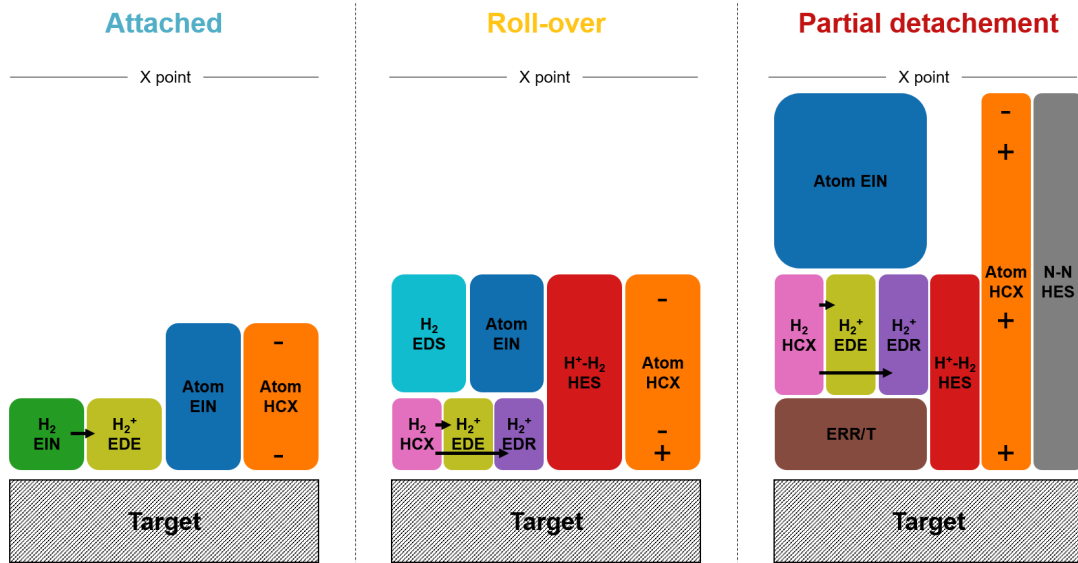 Attached
X point
H₂
EIN
H₂⁺
EDE
Atom
EIN
-
Atom
HCX
-
Target
Roll-over
X point
H₂
EDS
Atom
EIN
H₂
HCX
H₂⁺
EDE
H₂⁺
EDR
H⁺-H₂
HES
-
Atom
HCX
-
+
Target
Partial detachement
X point
Atom EIN
H₂
HCX
H₂⁺
EDE
H₂⁺
EDR
ERR/T
H⁺-H₂
HES
-
+
Atom
HCX
+
+
N-N
HES
Target